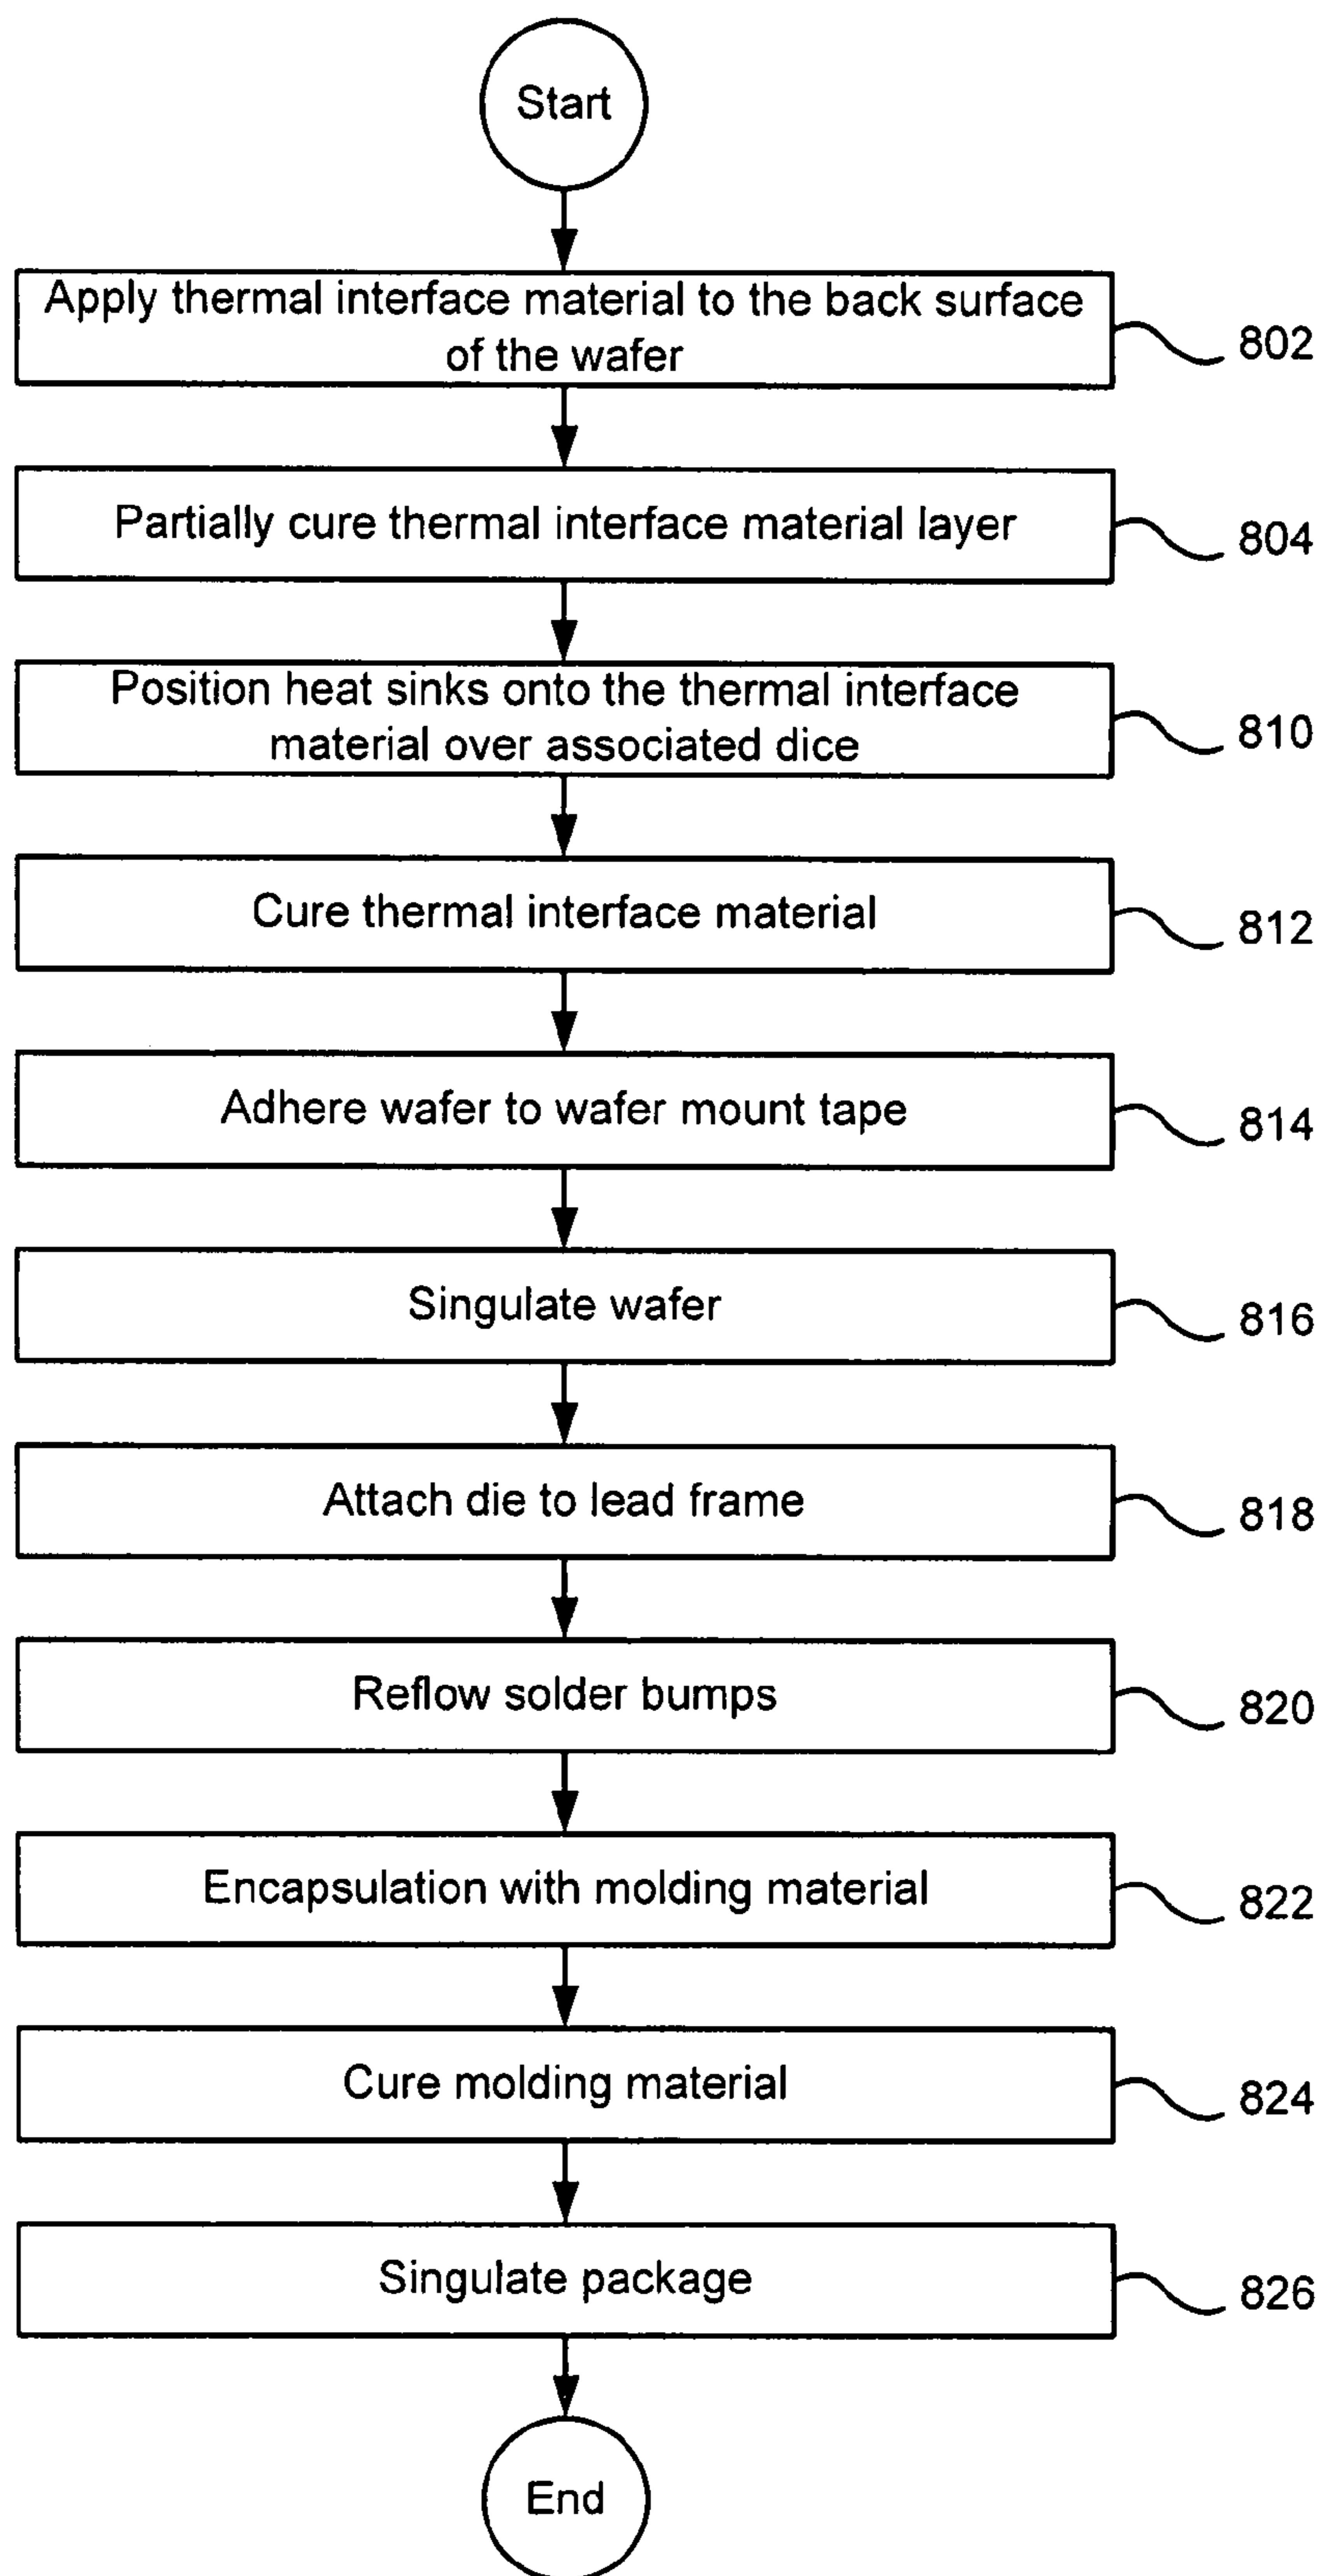 Start
Apply thermal interface material to the back surface
of the wafer
802
Partially cure thermal interface material layer
804
Position heat sinks onto the thermal interface
material over associated dice
810
Cure thermal interface material
812
Adhere wafer to wafer mount tape
814
Singulate wafer
816
Attach die to lead frame
818
Reflow solder bumps
820
Encapsulation with molding material
822
Cure molding material
824
Singulate package
826
End